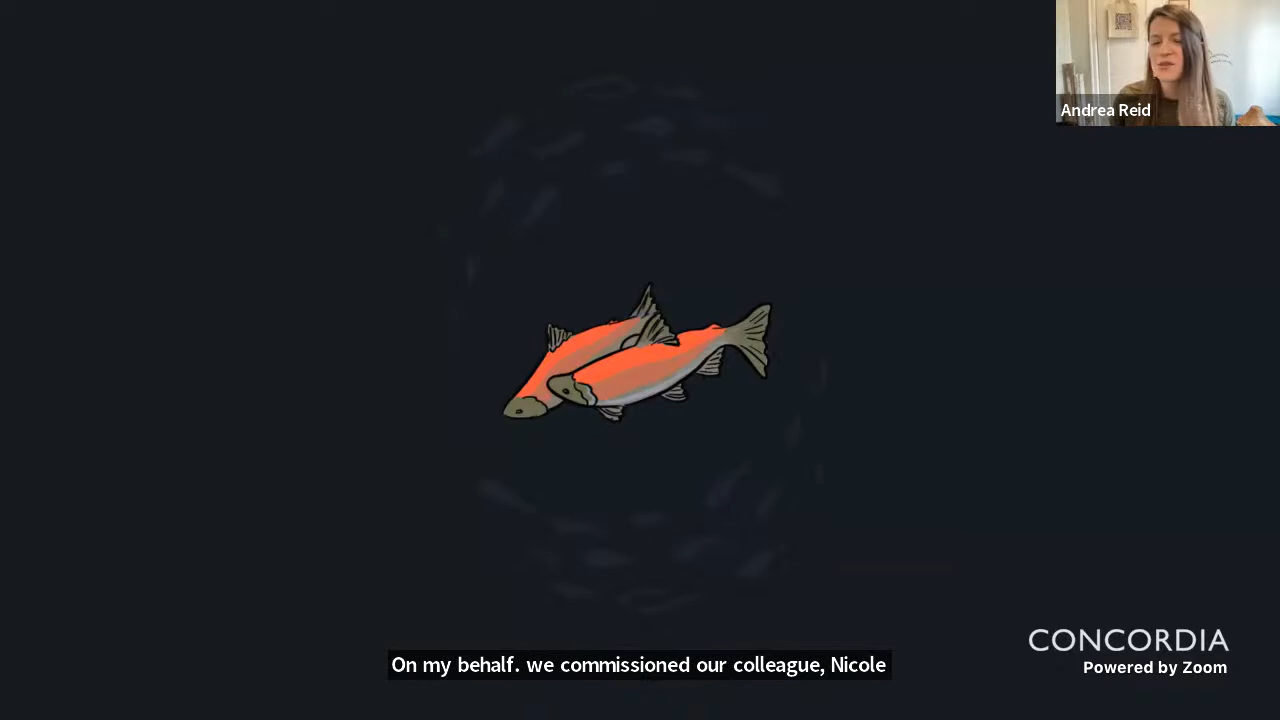 Andrea Reid
CONCORDIA
Powered by Zoom
On my behalf. we commissioned our colleague, Nicole